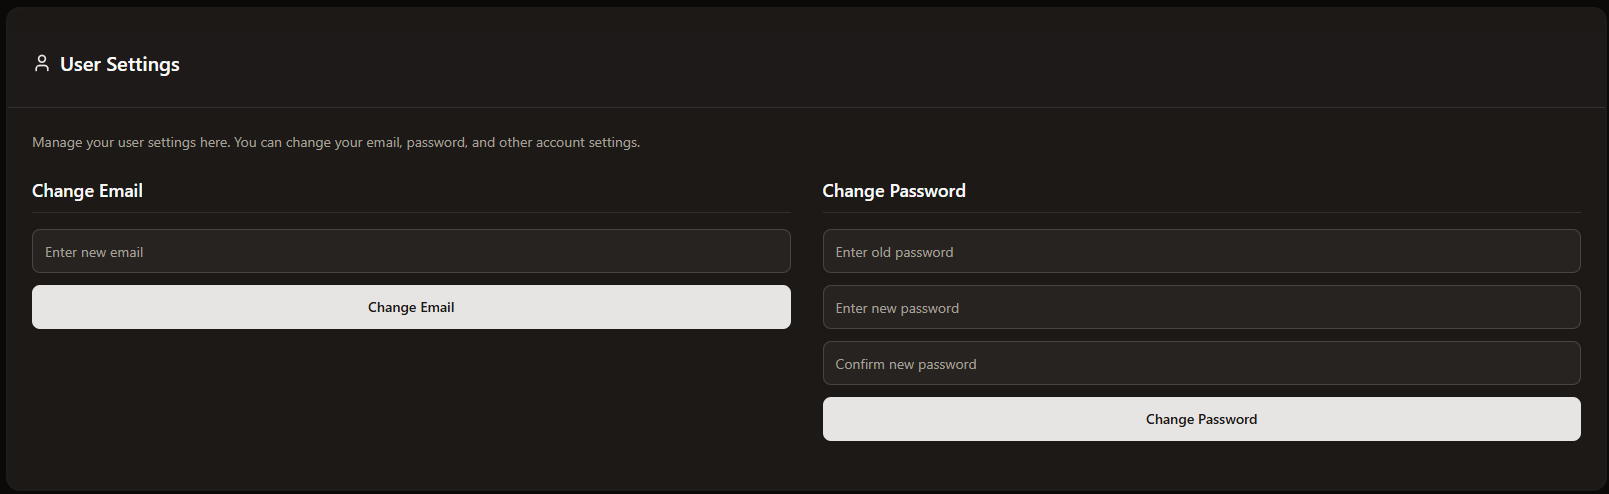 User Settings
Manage your user settings here. You can change your email, password, and other account settings.
Change Email
Enter new email
Change Email
Change Password
Enter old password
Enter new password
Confirm new password
Change Password